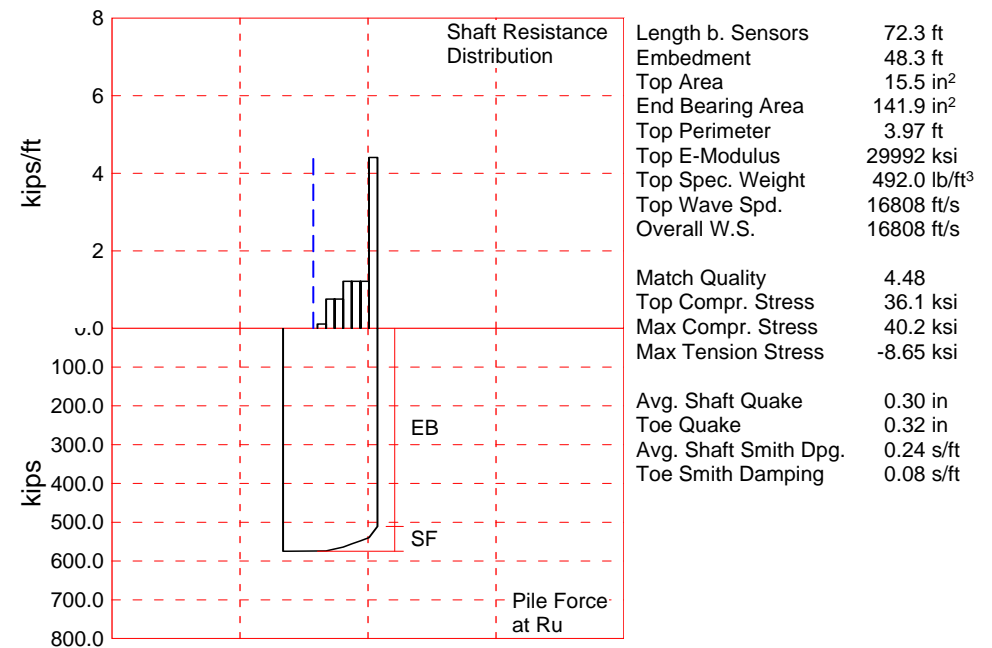 8
6
4
2
0.0
kips/ft
Shaft Resistance
Distribution
100.0
200.0
300.0
400.0
500.0
600.0
700.0
800.0
kips
EB
SF
Pile Force
at Ru
Length b. Sensors 72.3 ft
Embedment 48.3 ft
Top Area 15.5 in²
End Bearing Area 141.9 in²
Top Perimeter 3.97 ft
Top E-Modulus 29992 ksi
Top Spec. Weight 492.0 lb/ft³
Top Wave Spd. 16808 ft/s
Overall W.S. 16808 ft/s
Match Quality 4.48
Top Compr. Stress 36.1 ksi
Max Compr. Stress 40.2 ksi
Max Tension Stress -8.65 ksi
Avg. Shaft Quake 0.30 in
Toe Quake 0.32 in
Avg. Shaft Smith Dpg. 0.24 s/ft
Toe Smith Damping 0.08 s/ft